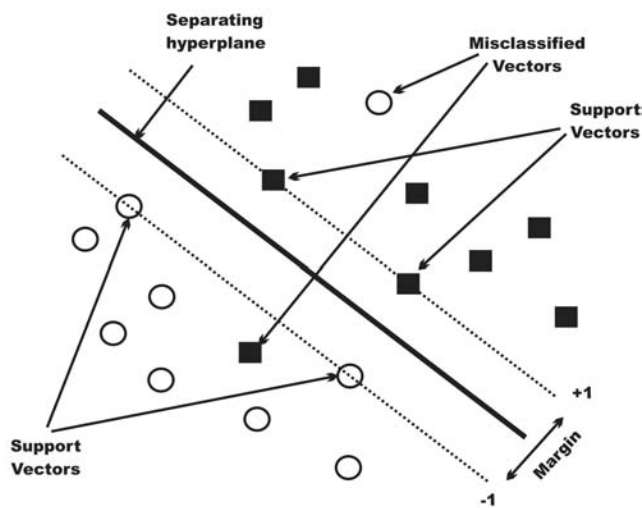 Separating
hyperplane
Misclassified
Vectors
Support
Vectors
+1
Margin
-1
Support
Vectors